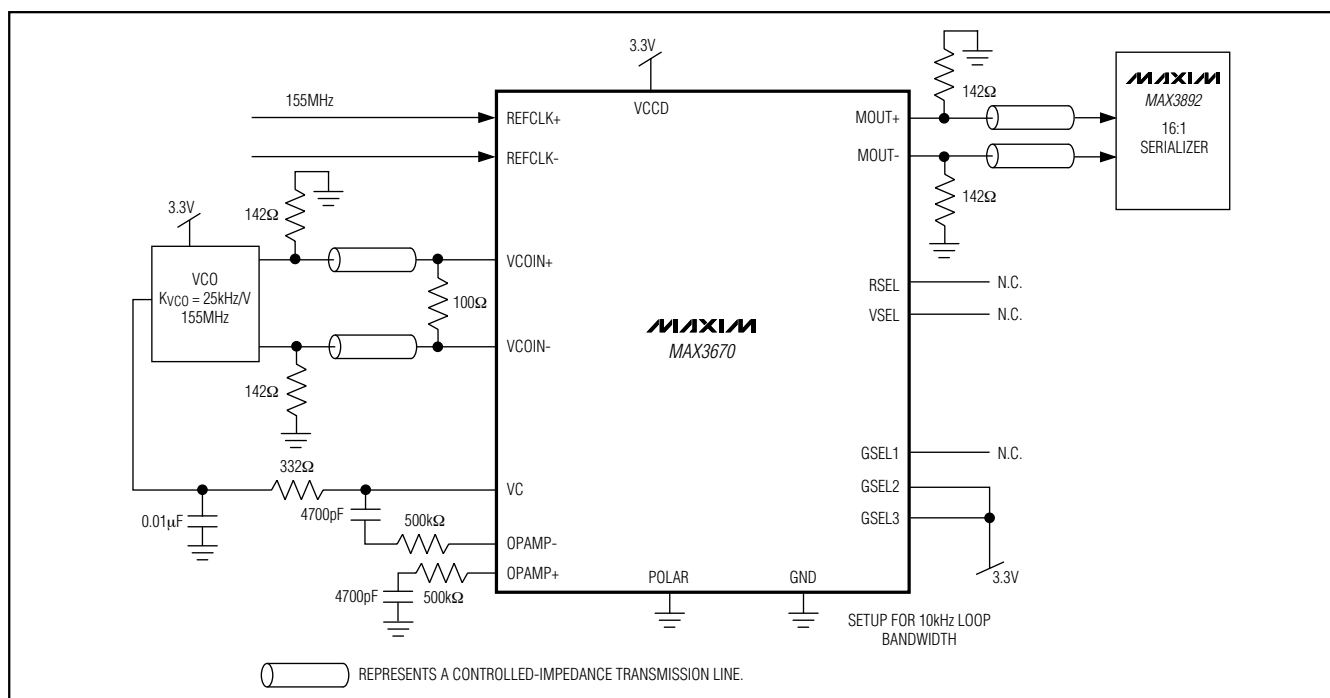 3.3V
VCCD
155MHz
REFCLK+
REFCLK-
142Ω
3.3V
VCO
KVCO = 25kHz/V
155MHz
142Ω
100Ω
VCOIN+
VCOIN-
MAXIM
MAX3670
MOUT+
MOUT-
142Ω
142Ω
MAXIM
MAX3892
16:1
SERIALIZER
RSEL
N.C.
VSEL
N.C.
GSEL1
N.C.
GSEL2
GSEL3
3.3V
332Ω
VC
0.01μF
4700pF
500kΩ
OPAMP-
OPAMP+
4700pF
500kΩ
POLAR
GND
SETUP FOR 10kHz LOOP
BANDWIDTH
REPRESENTS A CONTROLLED-IMPEDANCE TRANSMISSION LINE.